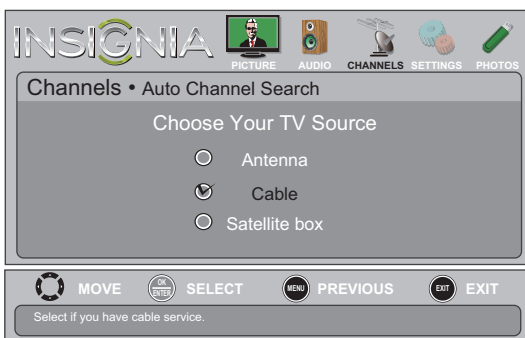 INSIGNIA
PICTURE AUDIO CHANNELS SETTINGS PHOTOS
Channels • Auto Channel Search
Choose Your TV Source
Antenna
Cable
Satellite box
MOVE OK ENTER SELECT MENU PREVIOUS EXIT EXIT
Select if you have cable service.